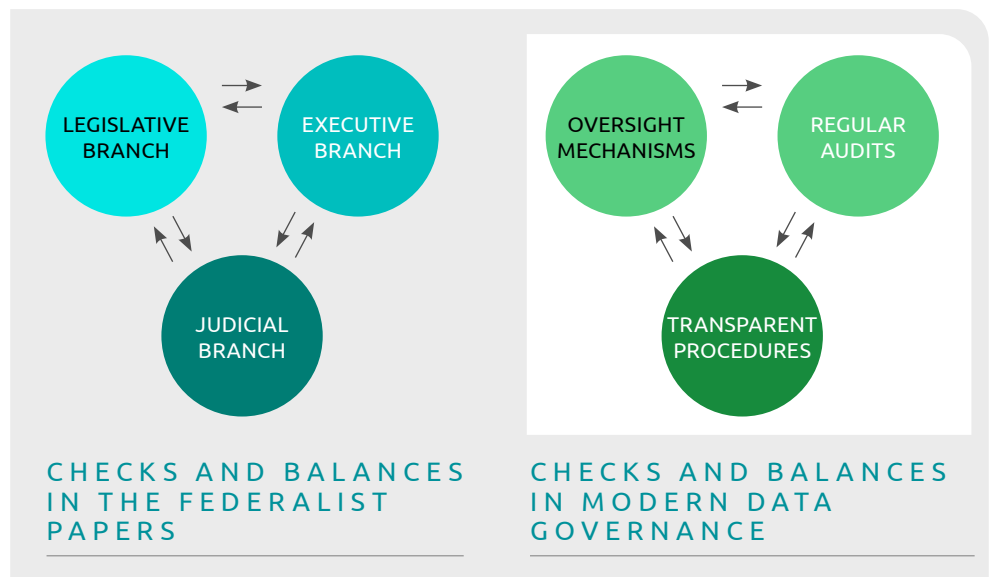 LEGISLATIVE
BRANCH
EXECUTIVE
BRANCH
JUDICIAL
BRANCH
CHECKS AND BALANCES
IN THE FEDERALIST
PAPERS
OVERSIGHT
MECHANISMS
REGULAR
AUDITS
TRANSPARENT
PROCEDURES
CHECKS AND BALANCES
IN MODERN DATA
GOVERNANCE